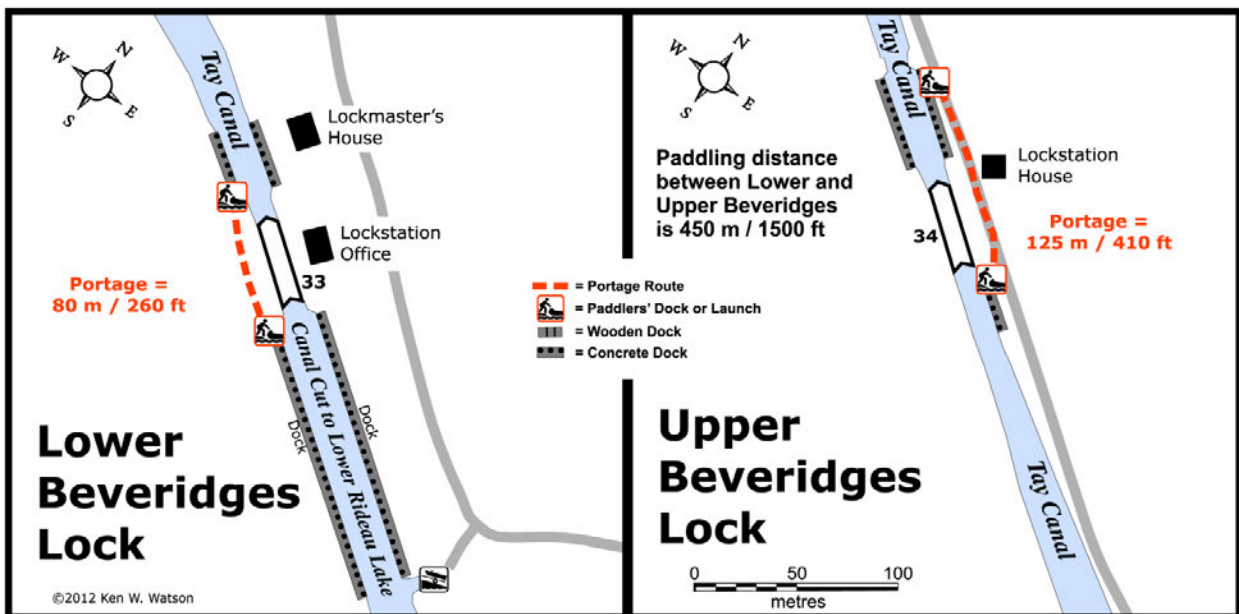 N
W
E
S
Tay Canal
Lockmaster's
House
Lockstation
Office
33
Portage =
80 m / 260 ft
Canal Cut to Lower Rideau Lake
Dock
Dock
Lower
Beveridges
Lock
©2012 Ken W. Watson
= Portage Route
= Paddlers' Dock or Launch
= Wooden Dock
= Concrete Dock
N
W
E
S
Tay Canal
Paddling distance
between Lower and
Upper Beveridges
is 450 m / 1500 ft
Lockstation
House
34
Portage =
125 m / 410 ft
Upper
Beveridges
Lock
Tay Canal
0 50 100
metres